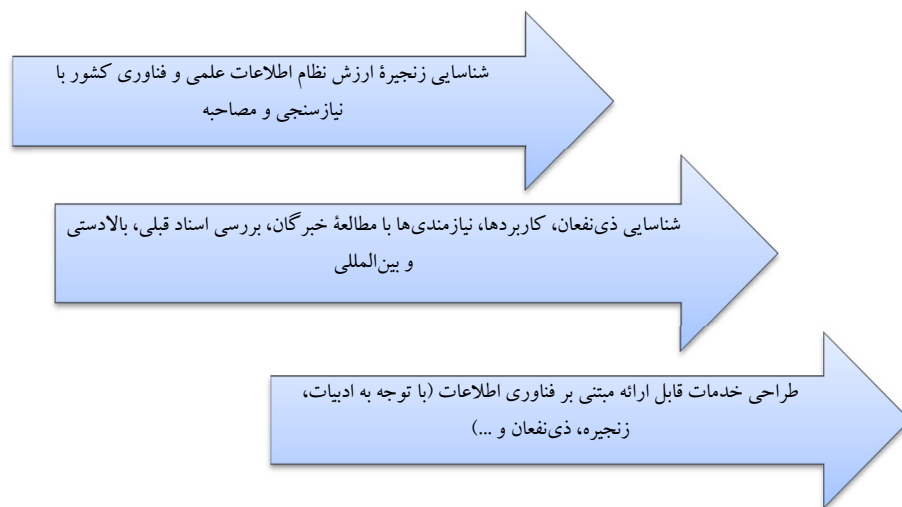 شناسایی زنجیرهٔ ارزش نظام اطلاعات علمی و فناوری کشور با
نیازسنجی و مصاحبه
شناسایی ذی‌نفعان، کاربردها، نیازمندی‌ها با مطالعهٔ خبرگان، بررسی اسناد قبلی، بالادستی
و بین‌المللی
طراحی خدمات قابل ارائه مبتنی بر فناوری اطلاعات (با توجه به ادبیات،
زنجیره، ذی‌نفعان و ...)